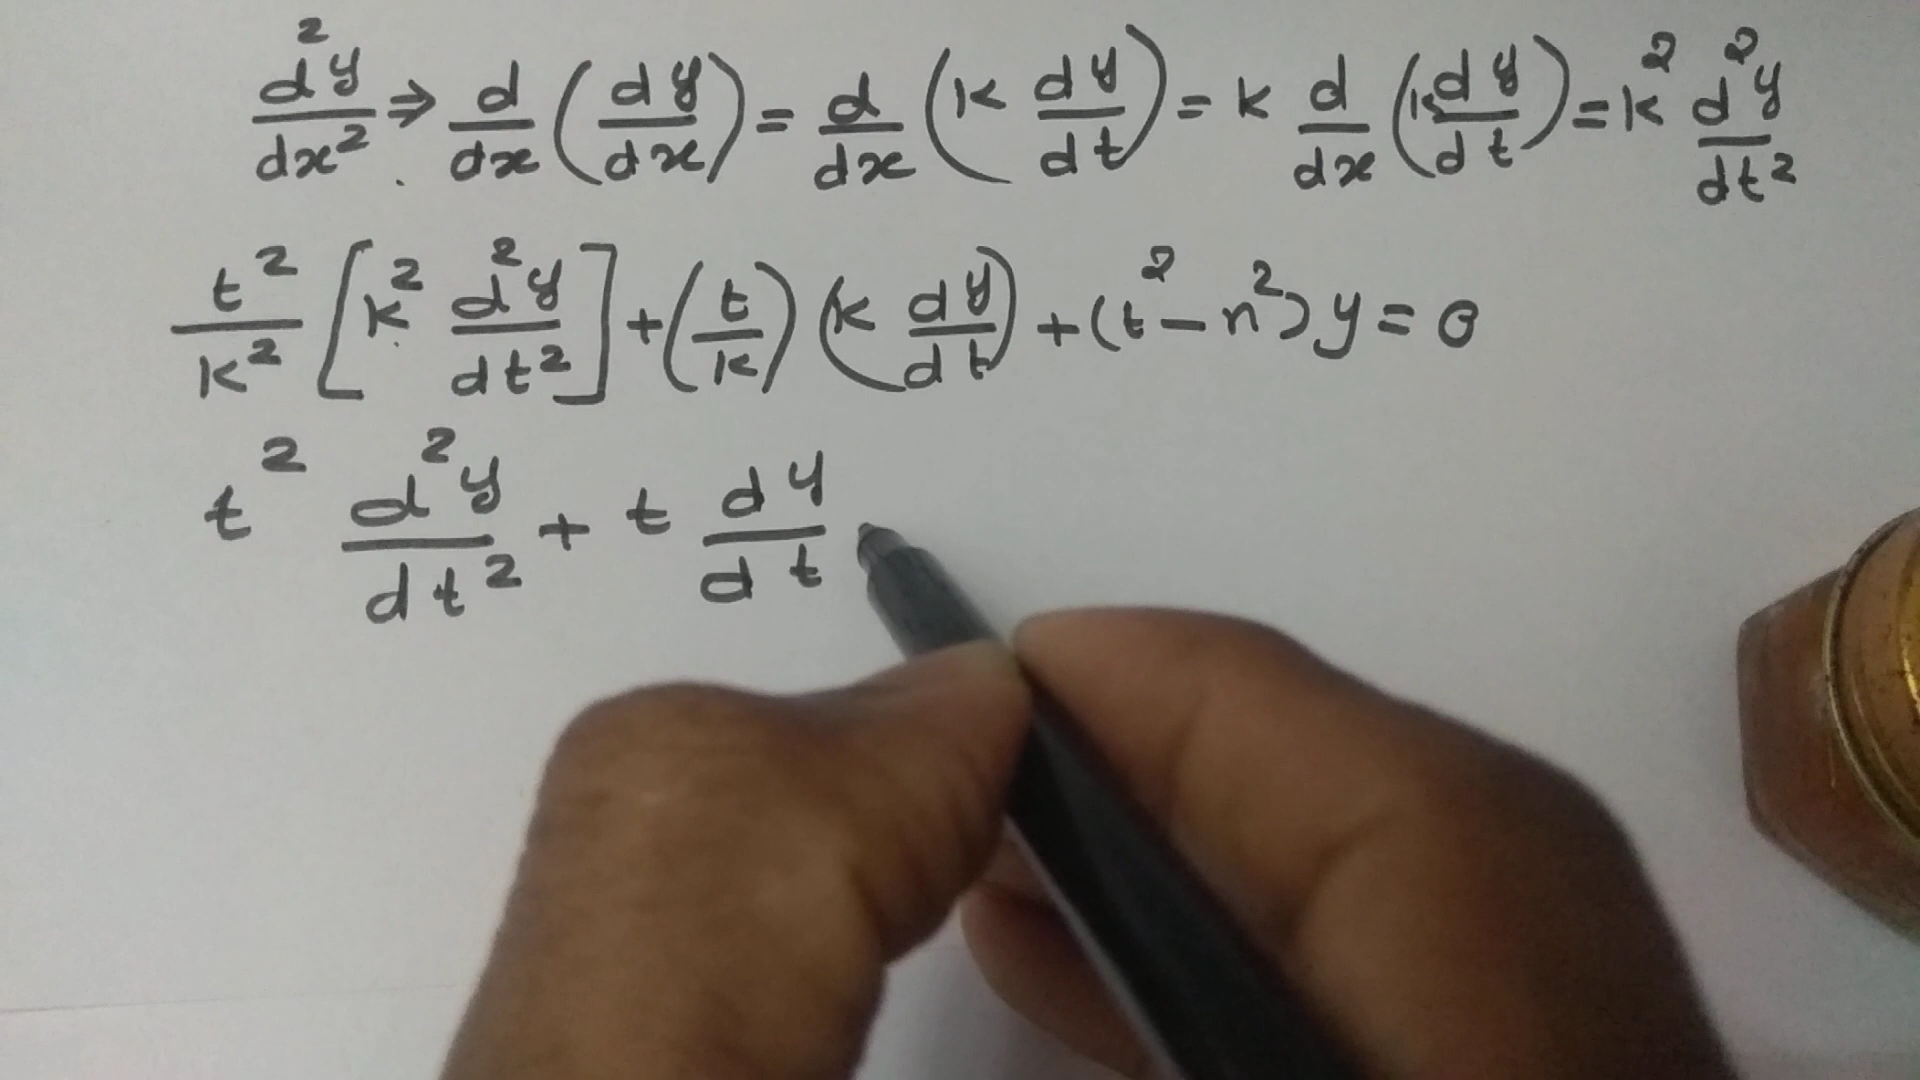 d²y/dx² ⇒ d/dx (dy/dx) = d/dx (k dy/dt) = k d/dx (k dy/dt) = k² d²y/dt²
t²/k² [k² d²y/dt²] + (t/k) (k dy/dt) + (t² - n²) y = 0
t² d²y/dt² + t dy/dt